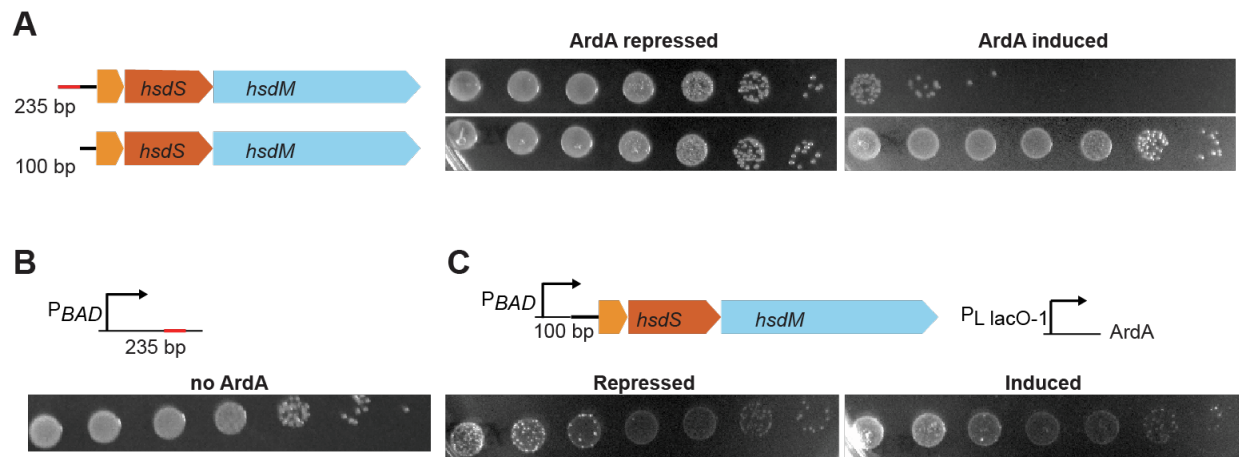 A
ArdA repressed
ArdA induced
hsdS
hsdM
235 bp
hsdS
hsdM
100 bp
B
C
PBAD
235 bp
PBAD
100 bp
hsdS
hsdM
PL lacO-1
ArdA
no ArdA
Repressed
Induced